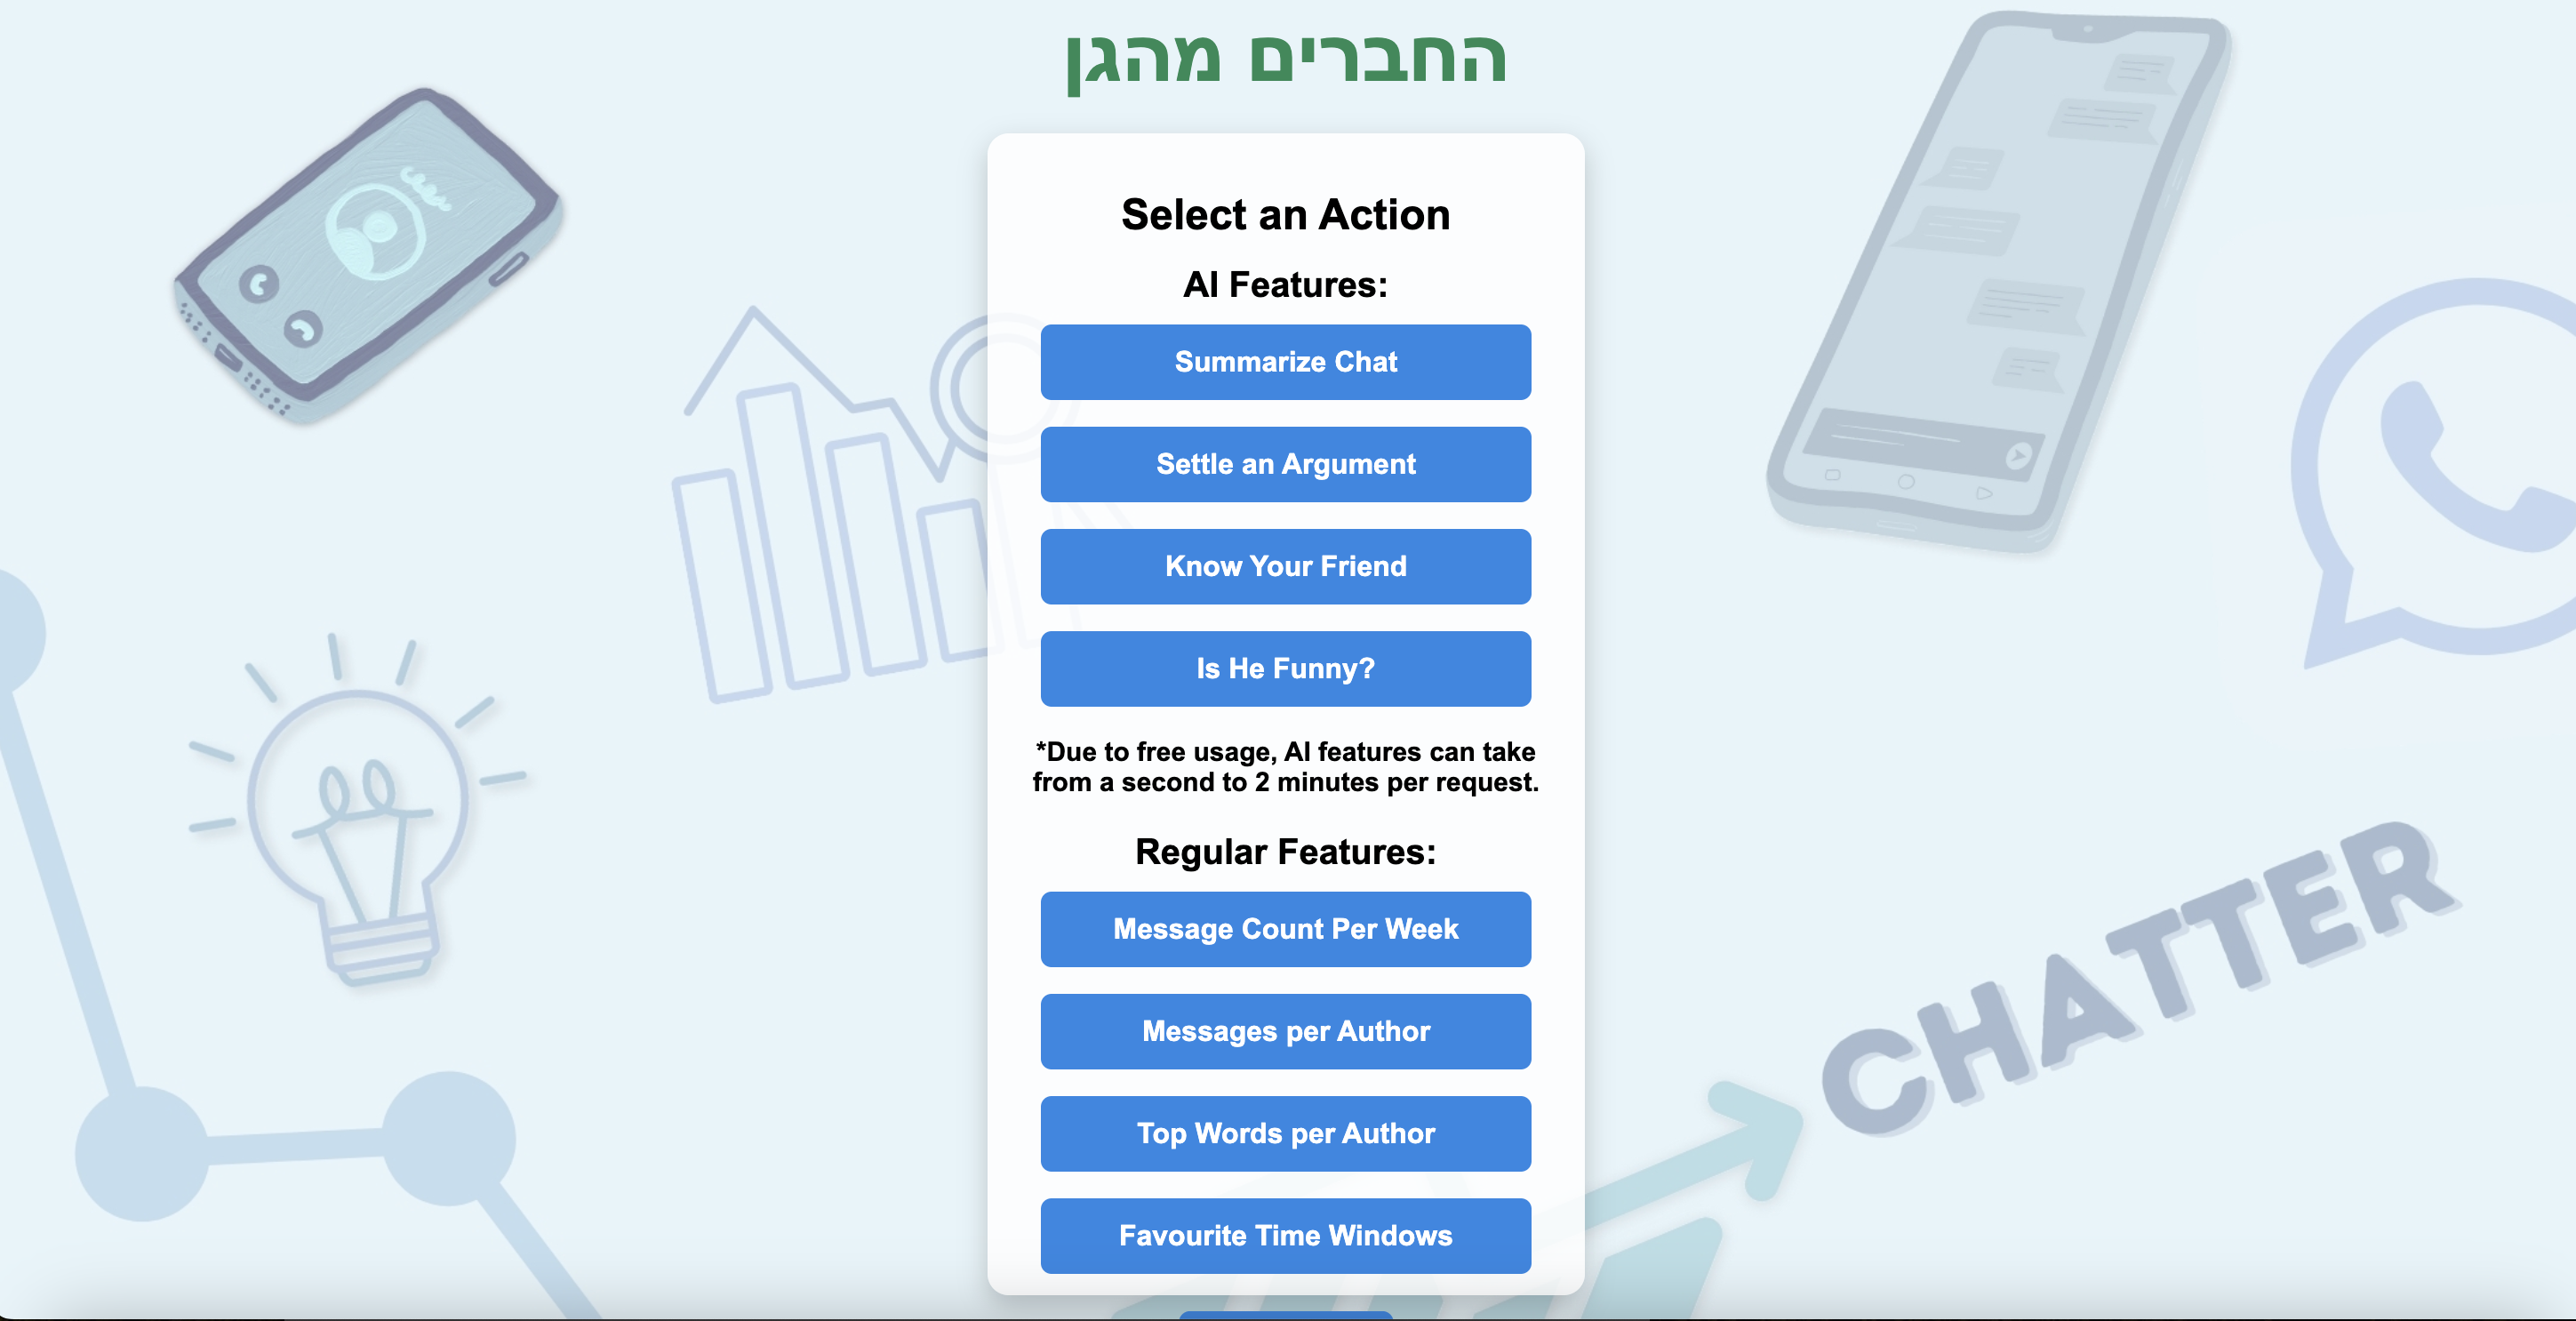 החברים מהגן
Select an Action
AI Features:
Summarize Chat
Settle an Argument
Know Your Friend
Is He Funny?
*Due to free usage, AI features can take
from a second to 2 minutes per request.
Regular Features:
Message Count Per Week
Messages per Author
Top Words per Author
Favourite Time Windows
CHATTER